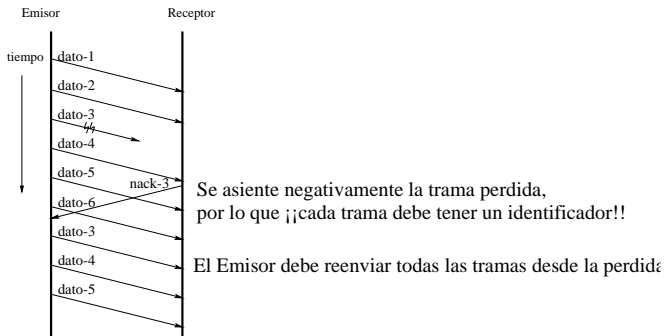 Emisor
Receptor
tiempo
dato-1
dato-2
dato-3
dato-4
dato-5
nack-3
dato-6
dato-3
dato-4
dato-5
Se asiente negativamente la trama perdida,
por lo que ¡¡cada trama debe tener un identificador!!
El Emisor debe reenviar todas las tramas desde la perdida